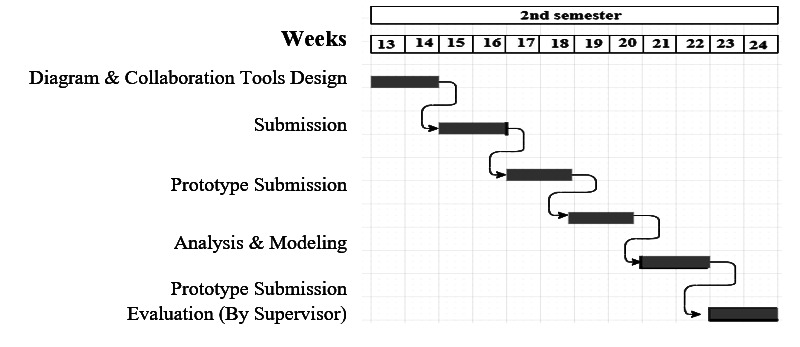 2nd semester
Weeks 13 14 15 16 17 18 19 20 21 22 23 24
Diagram & Collaboration Tools Design
Submission
Prototype Submission
Analysis & Modeling
Prototype Submission
Evaluation (By Supervisor)